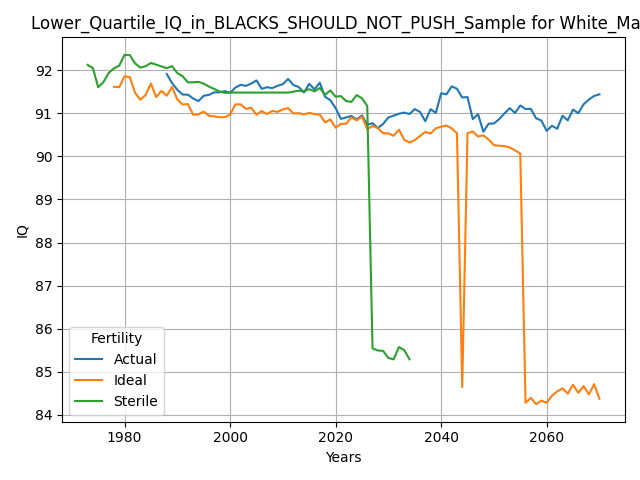 Lower_Quartile_IQ_in_BLACKS_SHOULD_NOT_PUSH_Sample for White_Ma
92
91
90
89
88
87
86
85
84
IQ
Fertility
Actual
Ideal
Sterile
1980 2000 2020 2040 2060
Years